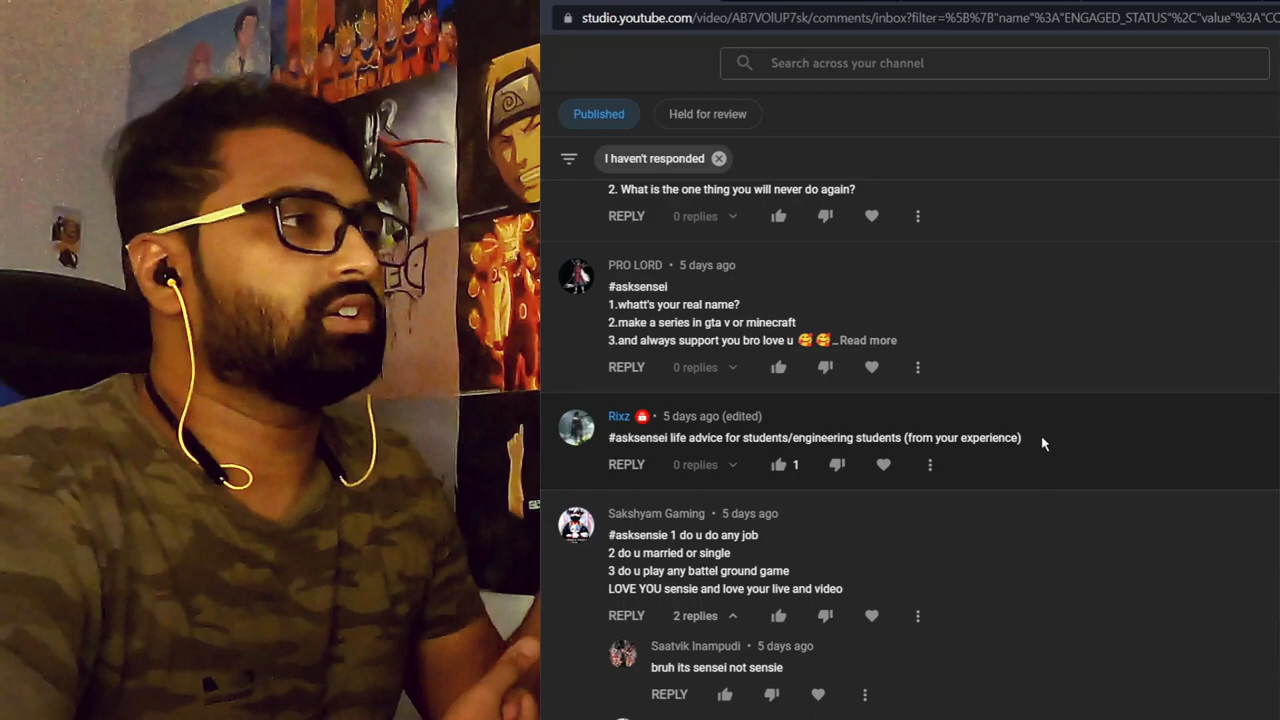 studio.youtube.com/video/AB7VOlUP7sk/comments/inbox?filter=%5B%7B"name"%3A"ENGAGED_STATUS"%2C"value"%3A"CC
Search across your channel
Published
Held for review
I haven't responded
2. What is the one thing you will never do again?
REPLY 0 replies
PRO LORD • 5 days ago
#asksensei
1.whatt's your real name?
2.make a series in gta v or minecraft
3.and always support you bro love u 🥰 🥰...Read more
REPLY 0 replies
Rixz • 5 days ago (edited)
#asksensei life advice for students/engineering students (from your experience)
REPLY 0 replies 1
Sakshyam Gaming • 5 days ago
#asksensie 1 do u do any job
2 do u married or single
3 do u play any battel ground game
LOVE YOU sensie and love your live and video
REPLY 2 replies
Saatvik Inampudi • 5 days ago
bruh its sensei not sensie
REPLY